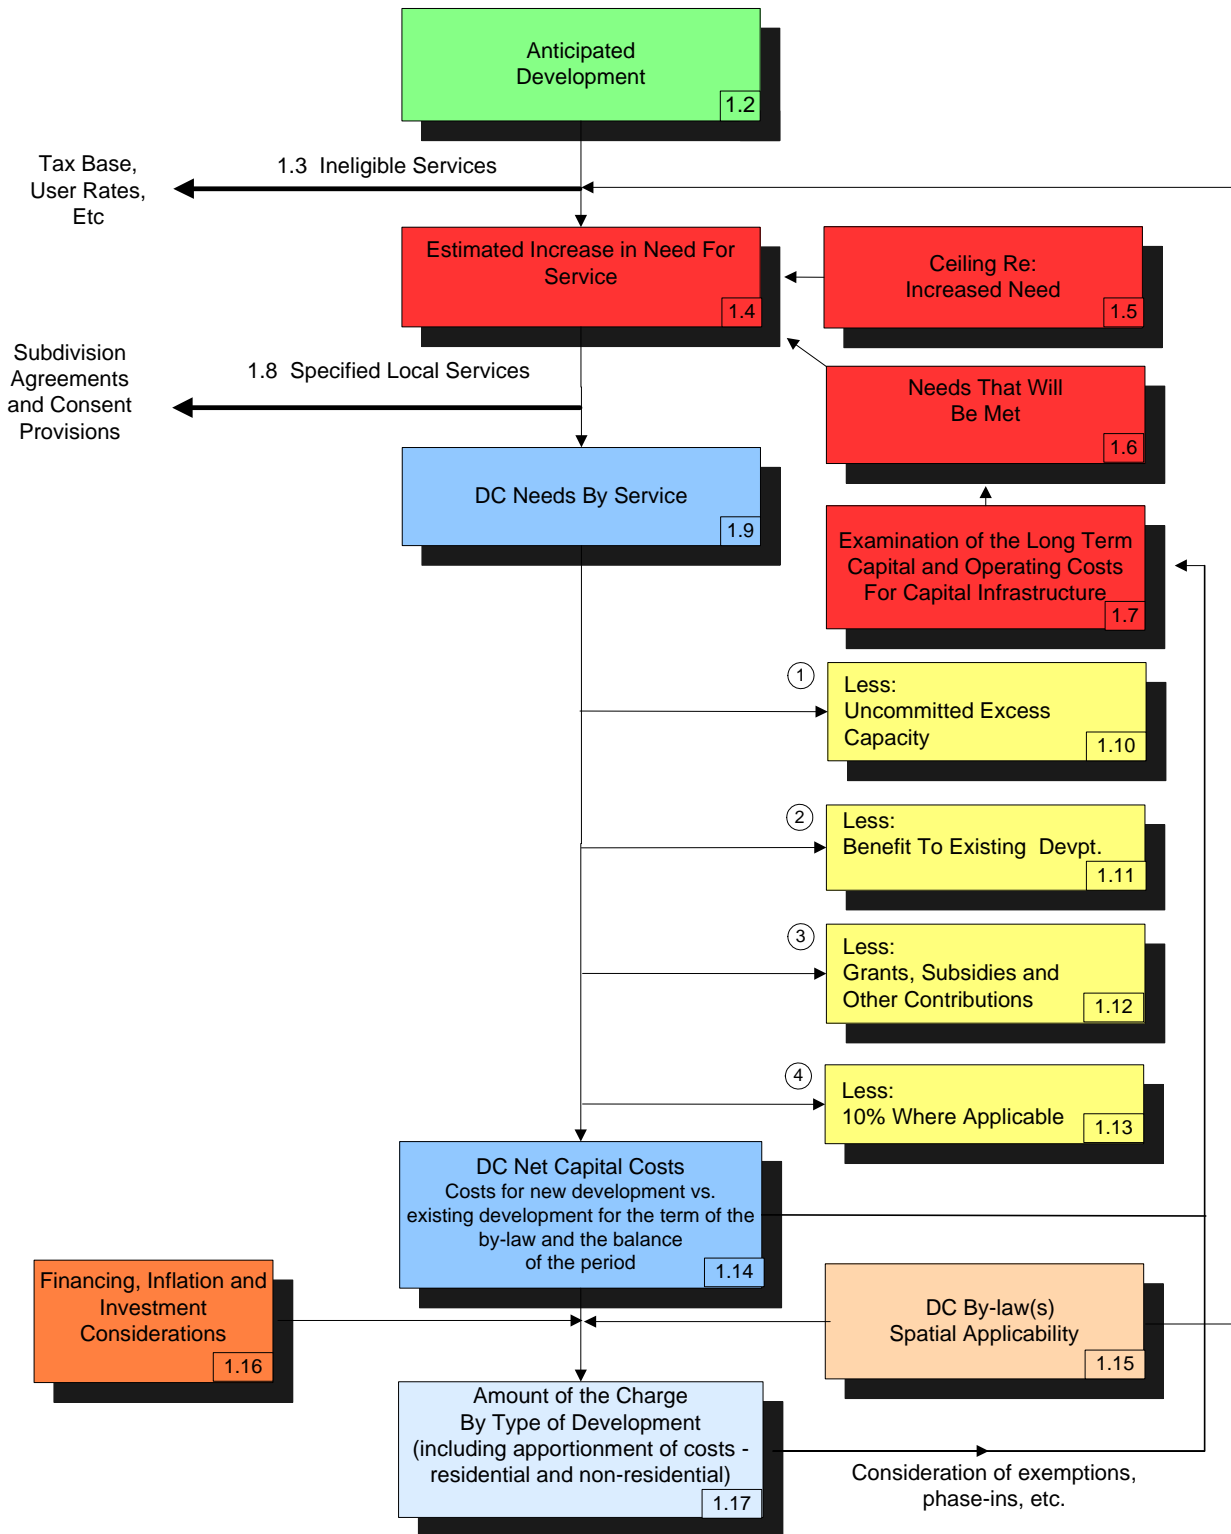 Anticipated
Development
1.2
Tax Base,
User Rates,
Etc
1.3  Ineligible Services
Estimated Increase in Need For
Service
1.4
Ceiling Re:
Increased Need
1.5
Subdivision
Agreements
and Consent
Provisions
1.8  Specified Local Services
Needs That Will
Be Met
1.6
DC Needs By Service
1.9
Examination of the Long Term
Capital and Operating Costs
For Capital Infrastructure
1.7
1
Less:
Uncommitted Excess
Capacity
1.10
2
Less:
Benefit To Existing  Devpt.
1.11
3
Less:
Grants, Subsidies and
Other Contributions
1.12
4
Less:
10% Where Applicable
1.13
DC Net Capital Costs
Costs for new development vs.
existing development for the term of the
by-law and the balance
of the period
1.14
Financing, Inflation and
Investment
Considerations
1.16
DC By-law(s)
Spatial Applicability
1.15
Amount of the Charge
By Type of Development
(including apportionment of costs -
residential and non-residential)
1.17
Consideration of exemptions,
phase-ins, etc.